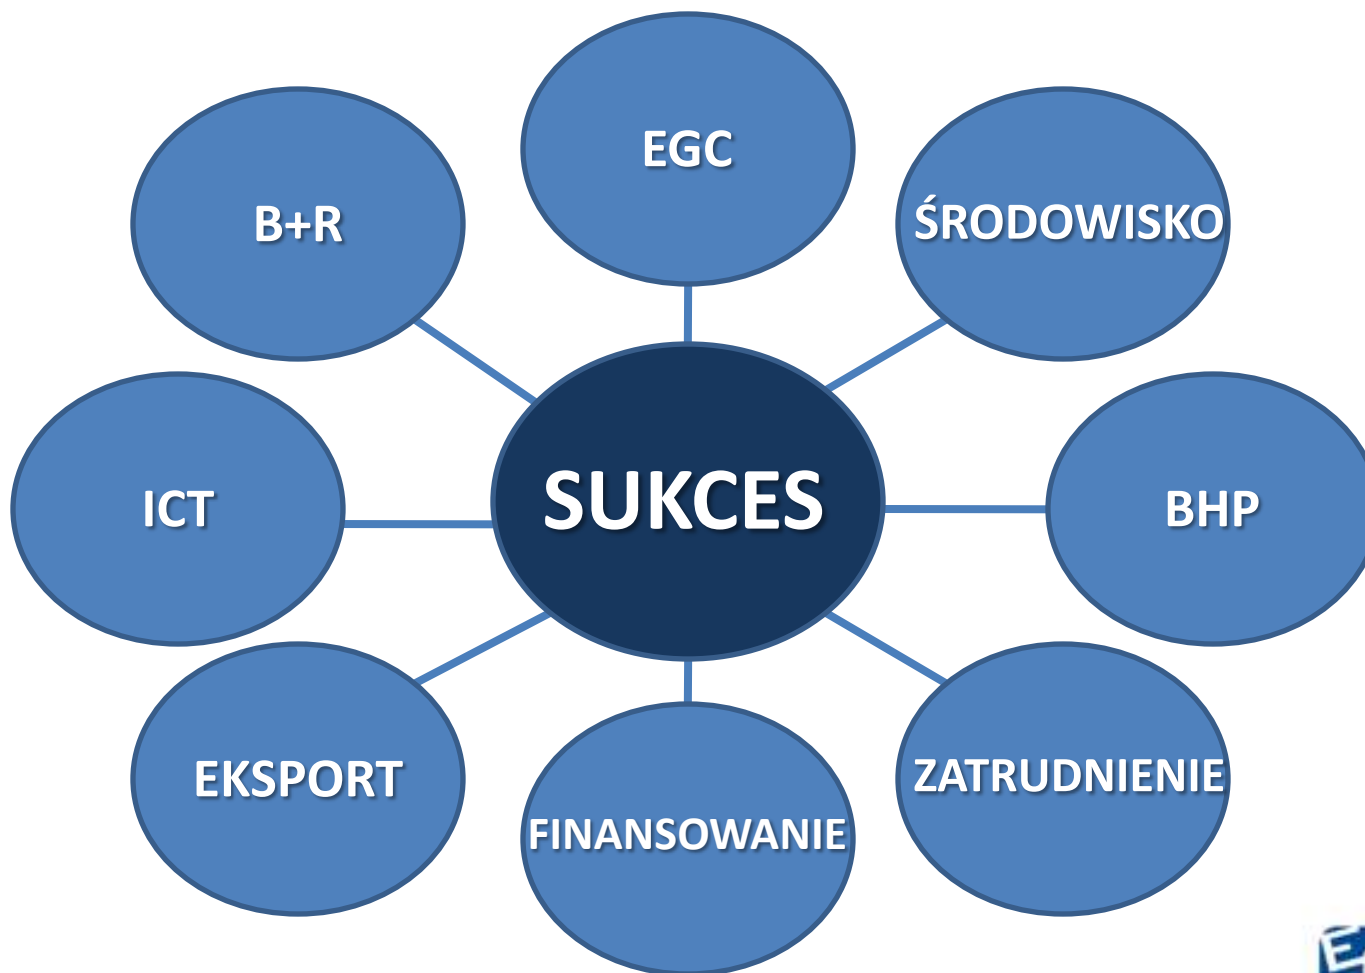 EGC
B+R
ŚRODOWISKO
SUKCES
ICT
BHP
EKSPORT
ZATRUDNIENIE
FINANSOWANIE
E